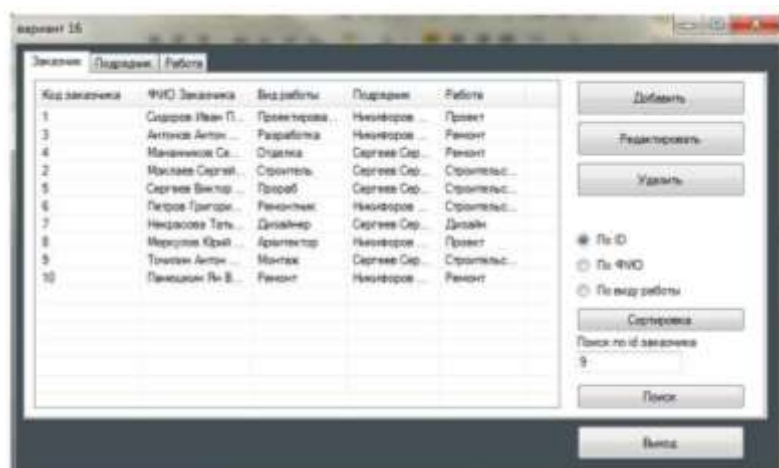 вариант 16
Заказчик Подрядчик Работа
Код заказчика ФИО Заказчика Вид работы Подрядчик Работа
1 Сидоров Иван П... Проектирова... Никифоров ... Проект
3 Антонов Антон ... Разработка Никифоров ... Ремонт
4 Отделка Сергеев Сер... Ремонт
2 Маклаев Сергей... Строитель Сергеев Сер... Строительс...
5 Сергеев Виктор ... Прораб Сергеев Сер... Строительс...
6 Петров Григори... Ремонтник Никифоров ... Строительс...
7 Некрасова Тать... Дизайнер Сергеев Сер... Дизайн
8 Меркулов Юрий ... Архитектор Никифоров ... Проект
9 Точилин Антон ... Монтаж Сергеев Сер... Строительс...
10 Панюшкин Ян В... Ремонт Никифоров ... Ремонт
Добавить
Редактировать
Удалить
По ID
По ФИО
По виду работы
Сортировка
Поиск по id заказчика
9
Поиск
Выход